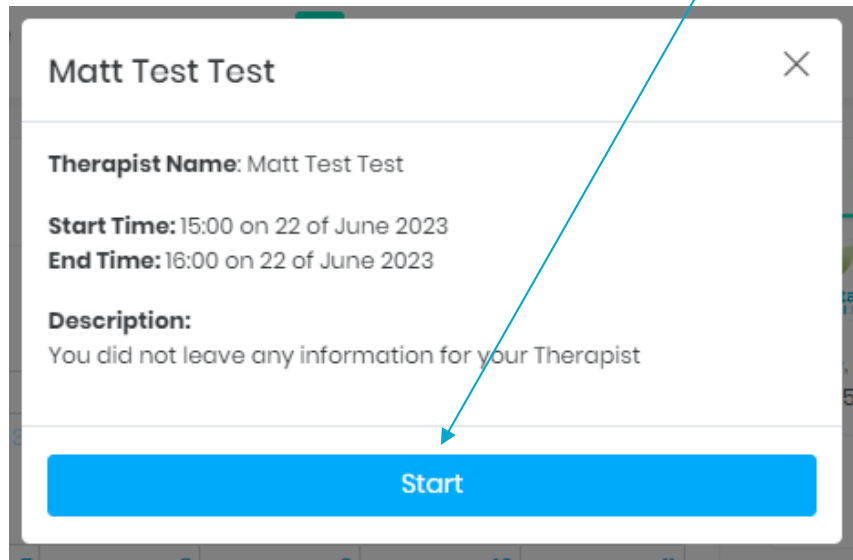 Matt Test Test
Therapist Name: Matt Test Test
Start Time: 15:00 on 22 of June 2023
End Time: 16:00 on 22 of June 2023
Description:
You did not leave any information for your Therapist
Start